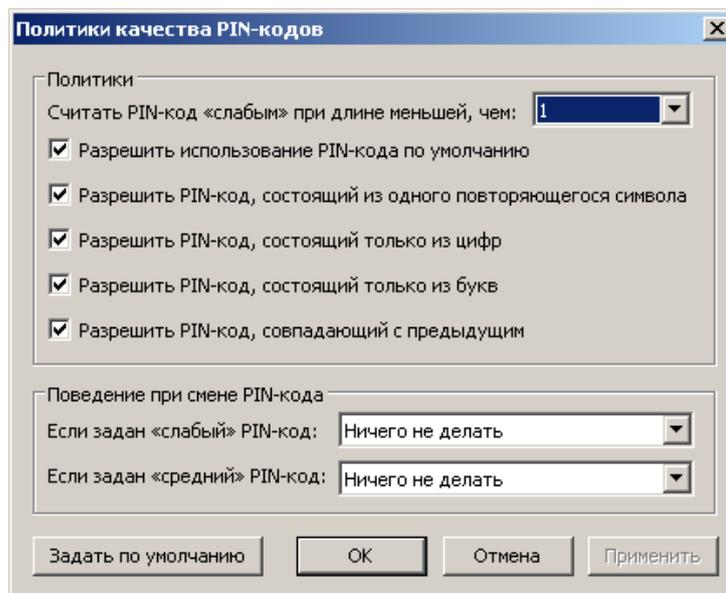 Политики качества PIN-кодов
Политики
Считать PIN-код «слабым» при длине меньшей, чем: 1
Разрешить использование PIN-кода по умолчанию
Разрешить PIN-код, состоящий из одного повторяющегося символа
Разрешить PIN-код, состоящий только из цифр
Разрешить PIN-код, состоящий только из букв
Разрешить PIN-код, совпадающий с предыдущим
Поведение при смене PIN-кода
Если задан «слабый» PIN-код: Ничего не делать
Если задан «средний» PIN-код: Ничего не делать
Задать по умолчанию ОК Отмена Применить